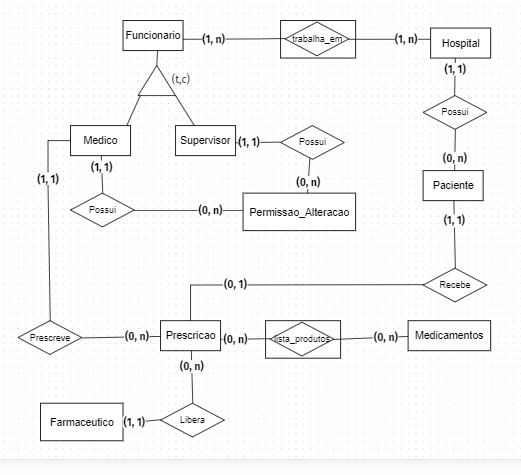 Funcionario
(1, n)
trabalha_em
(1, n)
Hospital
(1, 1)
(t,c)
Possui
Medico
Supervisor
(1, 1)
Possui
(1, 1)
(1, 1)
(0, n)
(0, n)
Paciente
Possui
(0, n)
Permissao_Alteracao
(1, 1)
(0, 1)
Recebe
Prescreve
(0, n)
Prescricao
(0, n)
lista_produtos
(0, n)
Medicamentos
(0, n)
Farmaceutico
(1, 1)
Libera